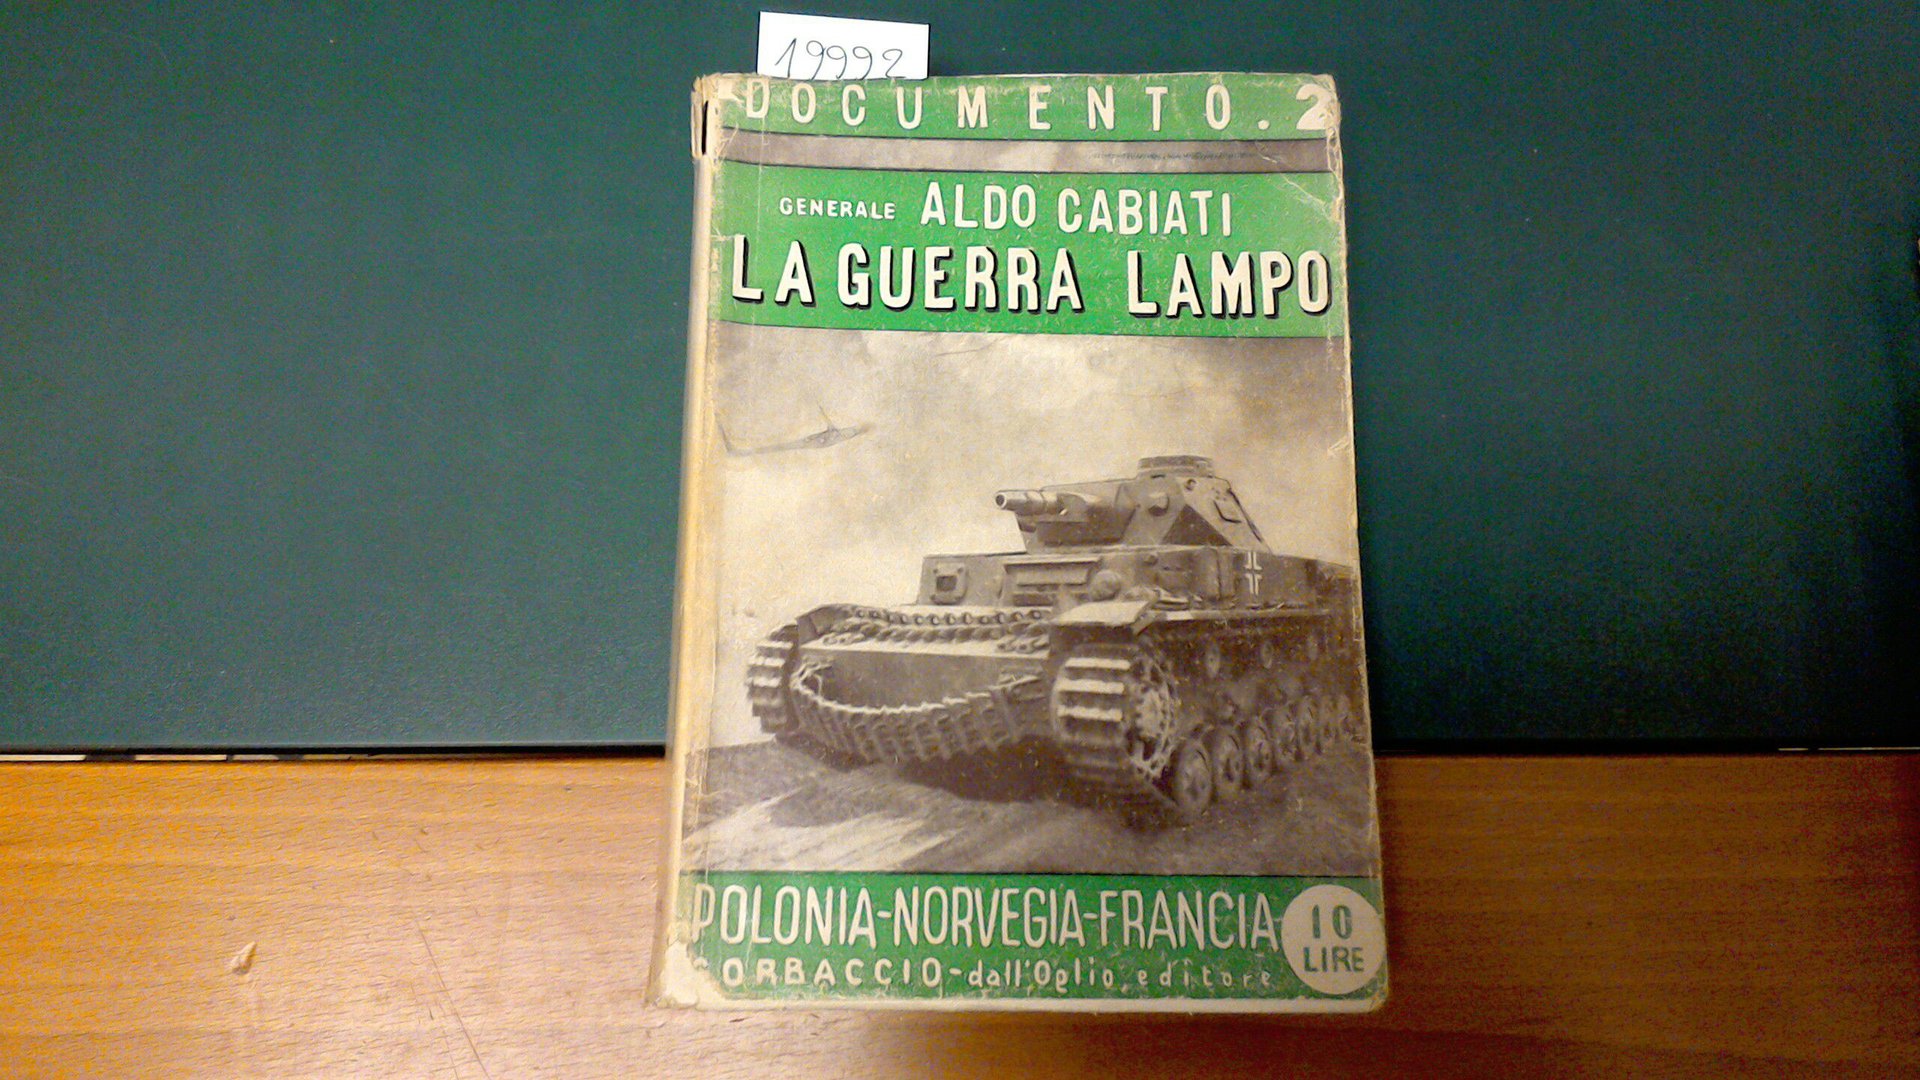 19992
DOCUMENTO.2
GENERALE ALDO CABIATI
LA GUERRA LAMPO
POLONIA-NORVEGIA-FRANCIA
10
LIRE
CORBACCIO-dall'Oglio, editore